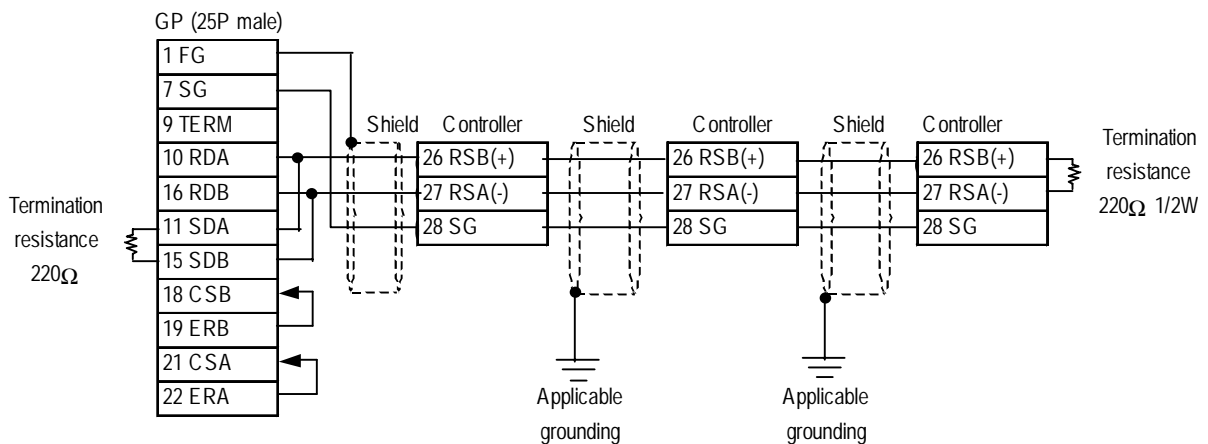 GP (25P male)
1 FG
7 SG
9 TERM
10 RDA
16 RDB
11 SDA
15 SDB
18 CSB
19 ERB
21 CSA
22 ERA
Termination
resistance
220Ω
Shield
Controller
26 RSB(+)
27 RSA(-)
28 SG
Shield
Applicable
grounding
Controller
26 RSB(+)
27 RSA(-)
28 SG
Shield
Applicable
grounding
Controller
26 RSB(+)
27 RSA(-)
28 SG
Termination
resistance
220Ω 1/2W